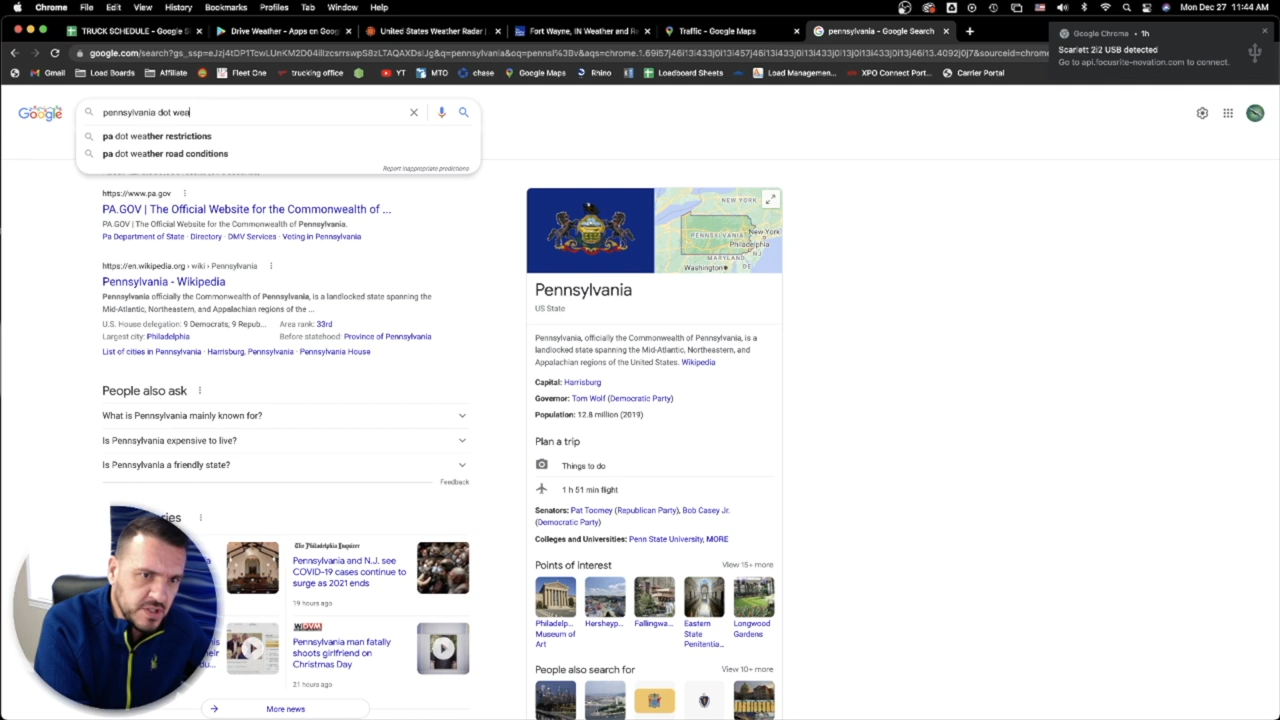 Chrome File Edit View History Bookmarks Profiles Tab Window Help
Mon Dec 27 11:44 AM
TRUCK SCHEDULE - Google S
Drive Weather - Apps on Goog
United States Weather Radar |
Fort Wayne, IN Weather and R
Traffic - Google Maps
pennsylvania - Google Search
Google Chrome • 1h
Scarlett 2i2 USB detected
Go to api.focusrite-novation.com to connect.
Gmail Load Boards Affiliate Fleet One trucking office YT MTO chase Google Maps Rhino Loadboard Sheets Load Managemen... XPO Connect Port... Carrier Portal
Google
pennsylvania dot wea
pa dot weather restrictions
pa dot weather road conditions
Report inappropriate predictions
https://www.pa.gov
PA.GOV | The Official Website for the Commonwealth of ...
PA.GOV | The Official Website for the Commonwealth of Pennsylvania.
Pa Department of State · Directory · DMV Services · Voting in Pennsylvania
https://en.wikipedia.org › wiki › Pennsylvania
Pennsylvania - Wikipedia
Pennsylvania officially the Commonwealth of Pennsylvania, is a landlocked state spanning the
Mid-Atlantic, Northeastern, and Appalachian regions of the ...
U.S. House delegation: 9 Democrats, 9 Repub... Area rank: 33rd
Largest city: Philadelphia Before statehood: Province of Pennsylvania
List of cities in Pennsylvania · Harrisburg, Pennsylvania · Pennsylvania House
People also ask
What is Pennsylvania mainly known for?
Is Pennsylvania expensive to live?
Is Pennsylvania a friendly state?
Feedback
ries
The Philadelphia Inquirer
Pennsylvania and N.J. see
COVID-19 cases continue to
surge as 2021 ends
19 hours ago
Pennsylvania man fatally
shoots girlfriend on
Christmas Day
21 hours ago
More news
NEW YORK
PENNSYLVANIA
New York
Philadelphia
MARYLAND
NJ
Washington
DE
Pennsylvania
US State
Pennsylvania, officially the Commonwealth of Pennsylvania, is a
landlocked state spanning the Mid-Atlantic, Northeastern, and
Appalachian regions of the United States. Wikipedia
Capital: Harrisburg
Governor: Tom Wolf (Democratic Party)
Population: 12.8 million (2019)
Plan a trip
Things to do
1 h 51 min flight
Senators: Pat Toomey (Republican Party), Bob Casey Jr.
(Democratic Party)
Colleges and Universities: Penn State University, MORE
Points of interest
View 15+ more
Philadelp...
Museum of
Art
Hersheyp...
Fallingwa...
Eastern
State
Penitentia...
Longwood
Gardens
People also search for
View 10+ more